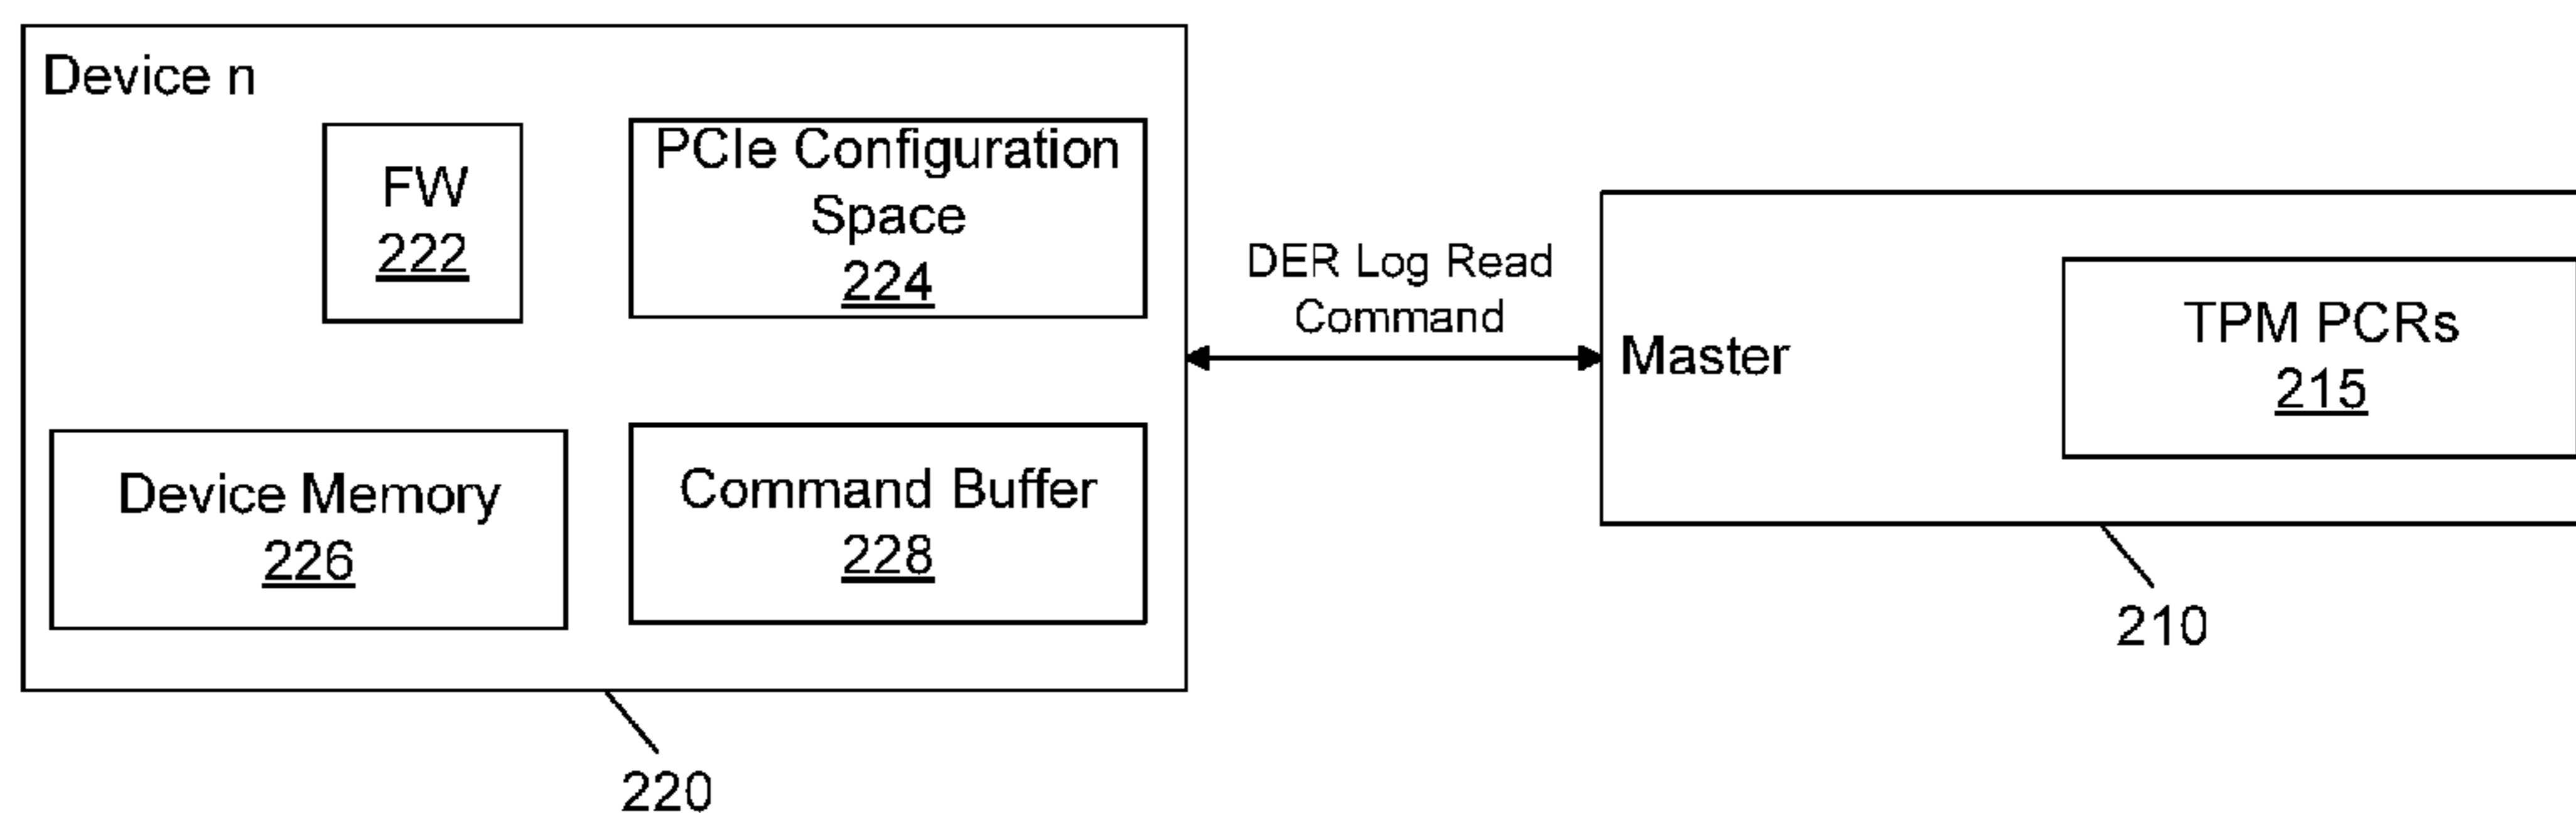 Device n
FW
222
PCIe Configuration
Space
224
Device Memory
226
Command Buffer
228
220
DER Log Read
Command
Master
TPM PCRs
215
210